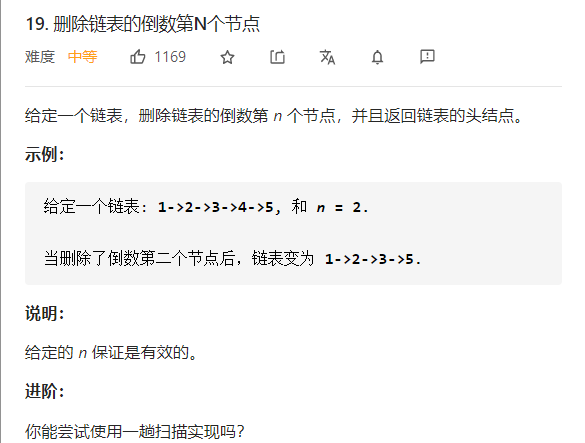 19. 删除链表的倒数第N个节点
难度 中等 1169
给定一个链表，删除链表的倒数第 n 个节点，并且返回链表的头结点。
示例：
给定一个链表: 1->2->3->4->5, 和 n = 2.
当删除了倒数第二个节点后，链表变为 1->2->3->5.
说明：
给定的 n 保证是有效的。
进阶：
你能尝试使用一趟扫描实现吗？